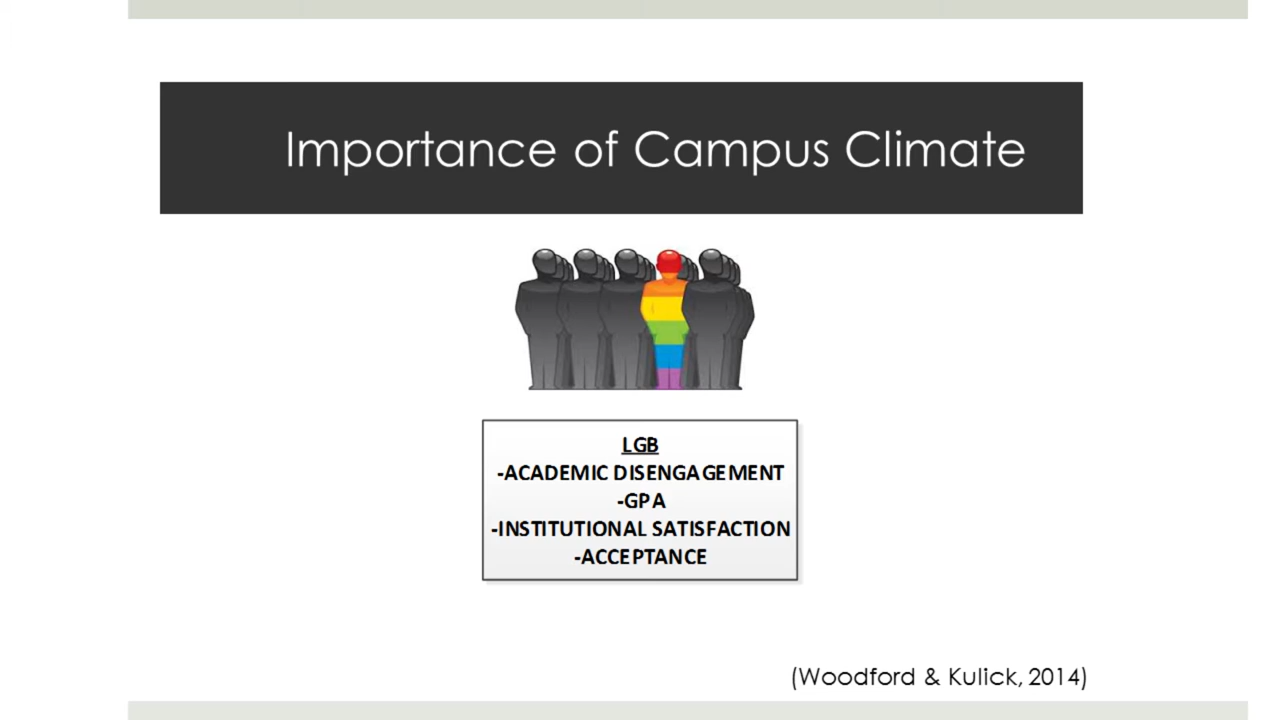 Importance of Campus Climate
LGB
-ACADEMIC DISENGAGEMENT
-GPA
-INSTITUTIONAL SATISFACTION
-ACCEPTANCE
(Woodford & Kulick, 2014)